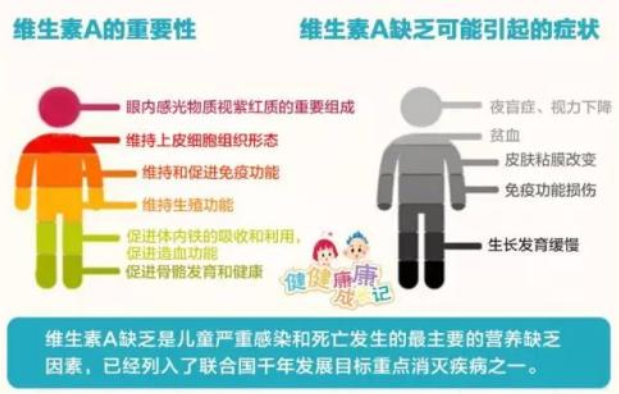 维生素A的重要性
维生素A缺乏可能引起的症状
眼内感光物质视紫红质的重要组成
维持上皮细胞组织形态
维持和促进免疫功能
维持生殖功能
促进体内铁的吸收和利用，
促进造血功能
促进骨骼发育和健康
夜盲症、视力下降
贫血
皮肤粘膜改变
免疫功能损伤
生长发育缓慢
健健康康
成长记
维生素A缺乏是儿童严重感染和死亡发生的最主要的营养缺乏
因素，已经列入了联合国千年发展目标重点消灭疾病之一。